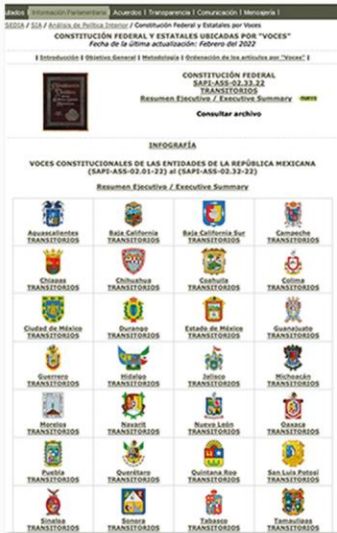 ulados | Información Parlamentaria | Acuerdos | Transparencia | Comunicación | Mensajería |
SEDIA / SIA / Análisis de Política Interior / Constitución Federal y Estatales por Voces
CONSTITUCIÓN FEDERAL Y ESTATALES UBICADAS POR "VOCES"
Fecha de la última actualización: Febrero del 2022
| Introducción | Objetivo General | Metodología | Ordenación de los artículos por "Voces" |
CONSTITUCIÓN FEDERAL
SAPI-ASS-02.33.22
TRANSITORIOS
Resumen Ejecutivo / Executive Summary nuevo
Consultar archivo
INFOGRAFÍA
VOCES CONSTITUCIONALES DE LAS ENTIDADES DE LA REPÚBLICA MEXICANA
(SAPI-ASS-02.01-22) al (SAPI-ASS-02.32-22)
Resumen Ejecutivo / Executive Summary
Aguascalientes Baja California Baja California Sur Campeche
TRANSITORIOS TRANSITORIOS TRANSITORIOS TRANSITORIOS
Chiapas Chihuahua Coahuila Colima
TRANSITORIOS TRANSITORIOS TRANSITORIOS TRANSITORIOS
Ciudad de México Durango Estado de México Guanajuato
TRANSITORIOS TRANSITORIOS TRANSITORIOS TRANSITORIOS
Guerrero Hidalgo Jalisco Michoacán
TRANSITORIOS TRANSITORIOS TRANSITORIOS TRANSITORIOS
Morelos Nayarit Nuevo León Oaxaca
TRANSITORIOS TRANSITORIOS TRANSITORIOS TRANSITORIOS
Puebla Querétaro Quintana Roo San Luis Potosí
TRANSITORIOS TRANSITORIOS TRANSITORIOS TRANSITORIOS
Sinaloa Sonora Tabasco Tamaulipas
TRANSITORIOS TRANSITORIOS TRANSITORIOS TRANSITORIOS